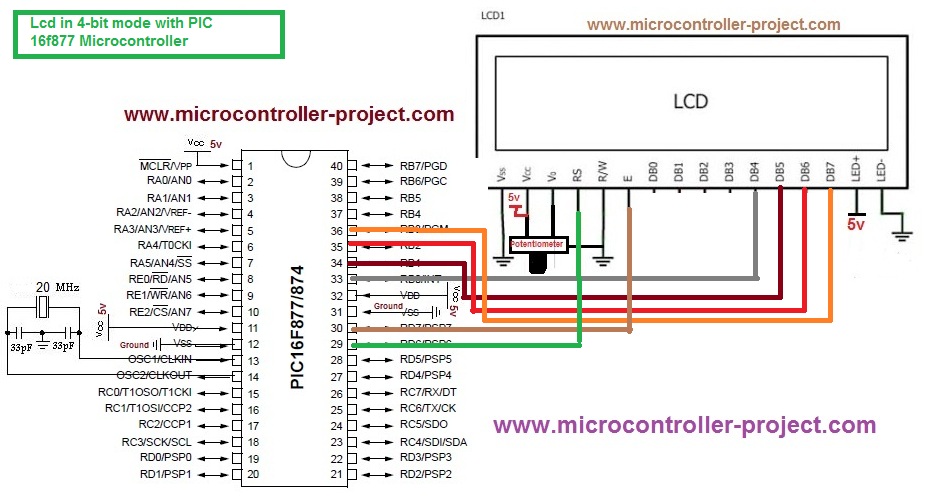 Lcd in 4-bit mode with PIC
16f877 Microcontroller
LCD1
www.microcontroller-project.com
LCD
www.microcontroller-project.com
Vss
Vcc
V0
RS
R/W
E
DB0
DB1
DB2
DB3
DB4
DB5
DB6
DB7
LED+
LED-
5v
Potentiometer
5v
Vcc 5v
MCLR/VPP 1
RA0/AN0 2
RA1/AN1 3
RA2/AN2/VREF- 4
RA3/AN3/VREF+ 5
RA4/T0CKI 6
RA5/AN4/SS 7
RE0/RD/AN5 8
RE1/WR/AN6 9
RE2/CS/AN7 10
VDD 11
VSS 12
OSC1/CLKIN 13
OSC2/CLKOUT 14
RC0/T1OSO/T1CKI 15
RC1/T1OSI/CCP2 16
RC2/CCP1 17
RC3/SCK/SCL 18
RD0/PSP0 19
RD1/PSP1 20
PIC16F877/874
40 RB7/PGD
39 RB6/PGC
38 RB5
37 RB4
36 RB3/PGM
35 RB2
34 RB1
33 RB0/INT
32 VDD
31 VSS
30 RD7/PSP7
29 RD6/PSP6
28 RD5/PSP5
27 RD4/PSP4
26 RC7/RX/DT
25 RC6/TX/CK
24 RC5/SDO
23 RC4/SDI/SDA
22 RD3/PSP3
21 RD2/PSP2
20 MHz
33pF
33pF
Vcc
5v
Ground
Ground
Vcc
5v
www.microcontroller-project.com